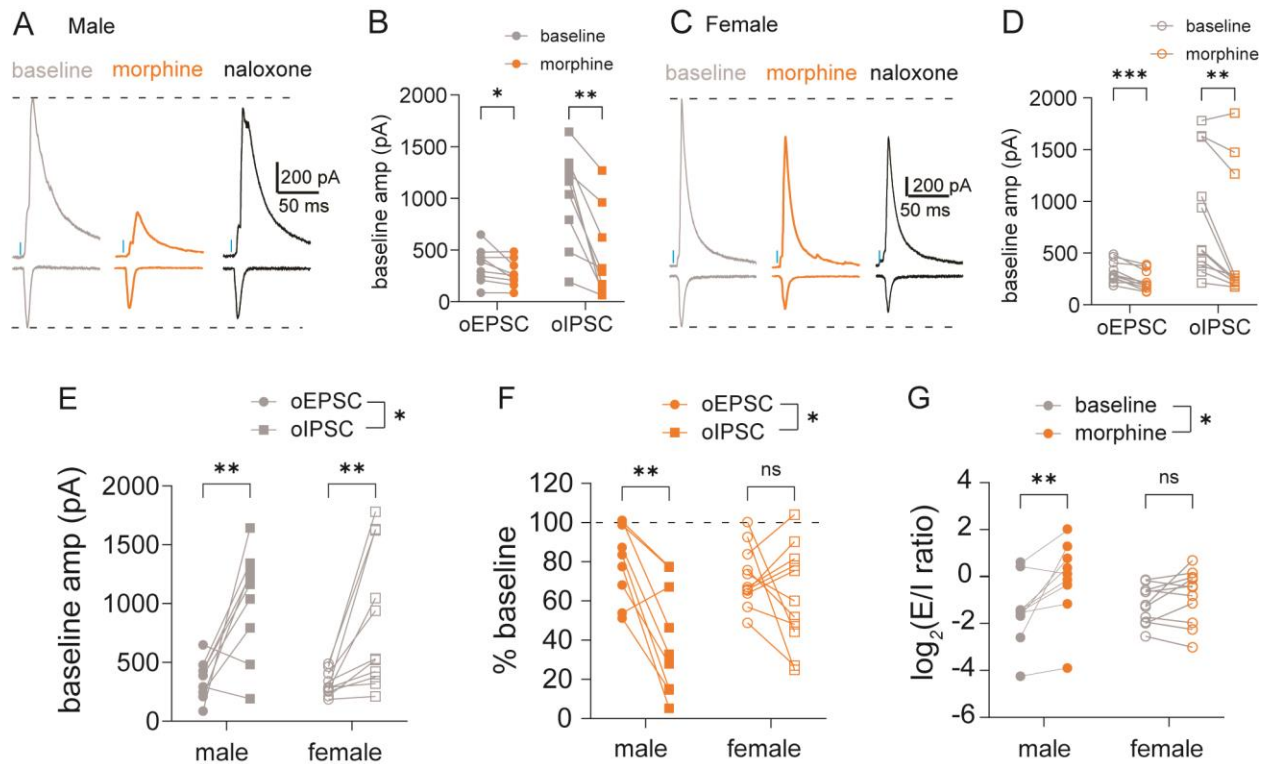 A Male
baseline morphine naloxone
200 pA
50 ms
B
baseline
morphine
* **
baseline amp (pA)
2000
1500
1000
500
0
oEPSC oIPSC
C Female
baseline morphine naloxone
200 pA
50 ms
D
baseline
morphine
*** **
baseline amp (pA)
2000
1500
1000
500
0
oEPSC oIPSC
E
oEPSC
oIPSC
*
** **
baseline amp (pA)
2000
1500
1000
500
0
male female
F
oEPSC
oIPSC
*
** ns
% baseline
120
100
80
60
40
20
0
male female
G
baseline
morphine
*
** ns
log2(E/I ratio)
4
2
0
-2
-4
-6
male female